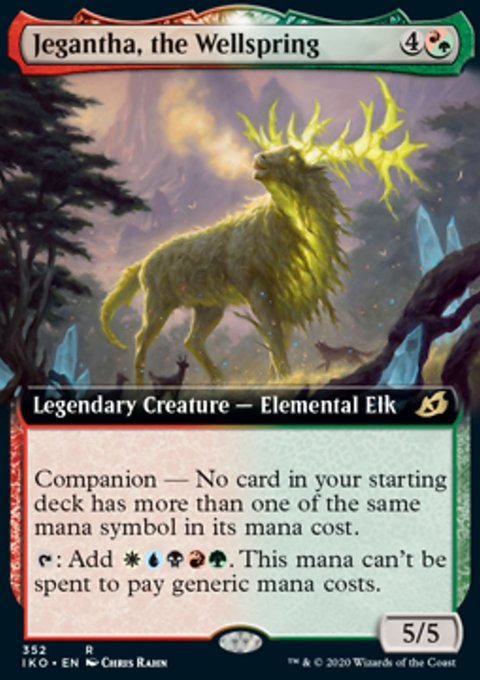 Jegantha, the Wellspring 4
Legendary Creature — Elemental Elk
Companion — No card in your starting
deck has more than one of the same
mana symbol in its mana cost.
: Add . This mana can't be
spent to pay generic mana costs.
5/5
352 R
IKO • EN Chris Rahn
™ & © 2020 Wizards of the Coast